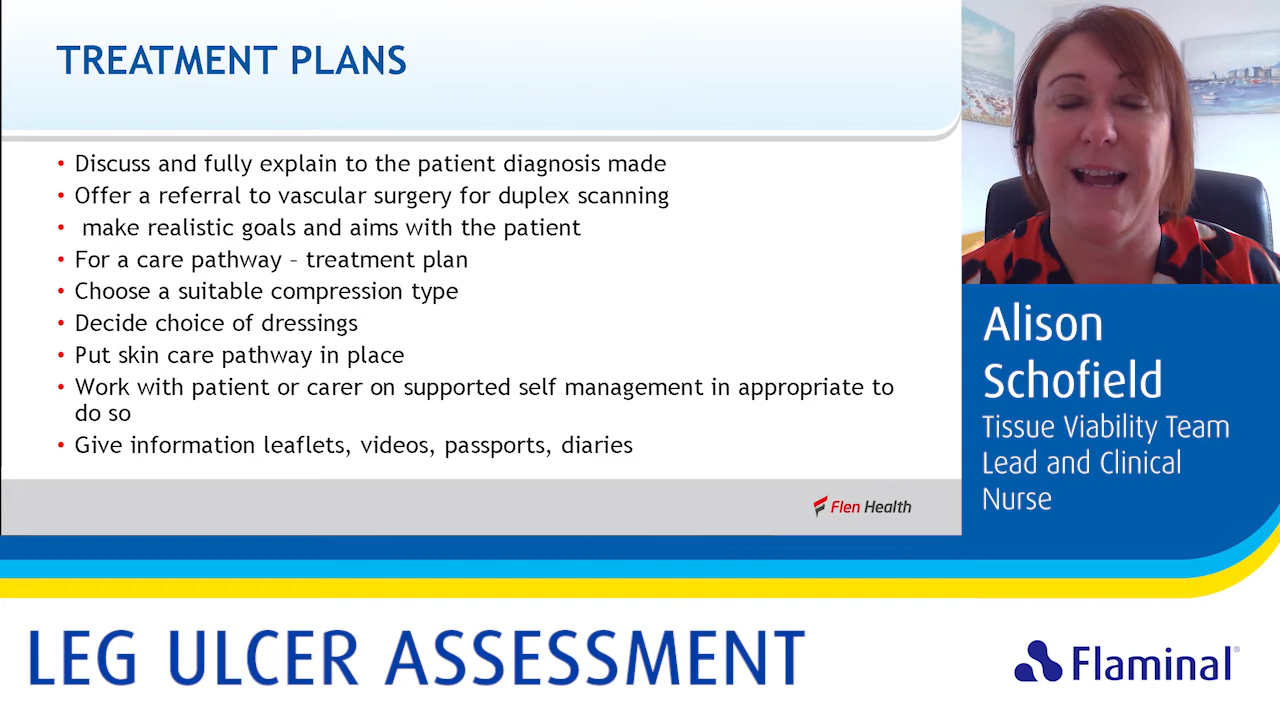 TREATMENT PLANS
• Discuss and fully explain to the patient diagnosis made
• Offer a referral to vascular surgery for duplex scanning
• make realistic goals and aims with the patient
• For a care pathway – treatment plan
• Choose a suitable compression type
• Decide choice of dressings
• Put skin care pathway in place
• Work with patient or carer on supported self management in appropriate to
do so
• Give information leaflets, videos, passports, diaries
Flen Health
Alison
Schofield
Tissue Viability Team
Lead and Clinical
Nurse
LEG ULCER ASSESSMENT
Flaminal®